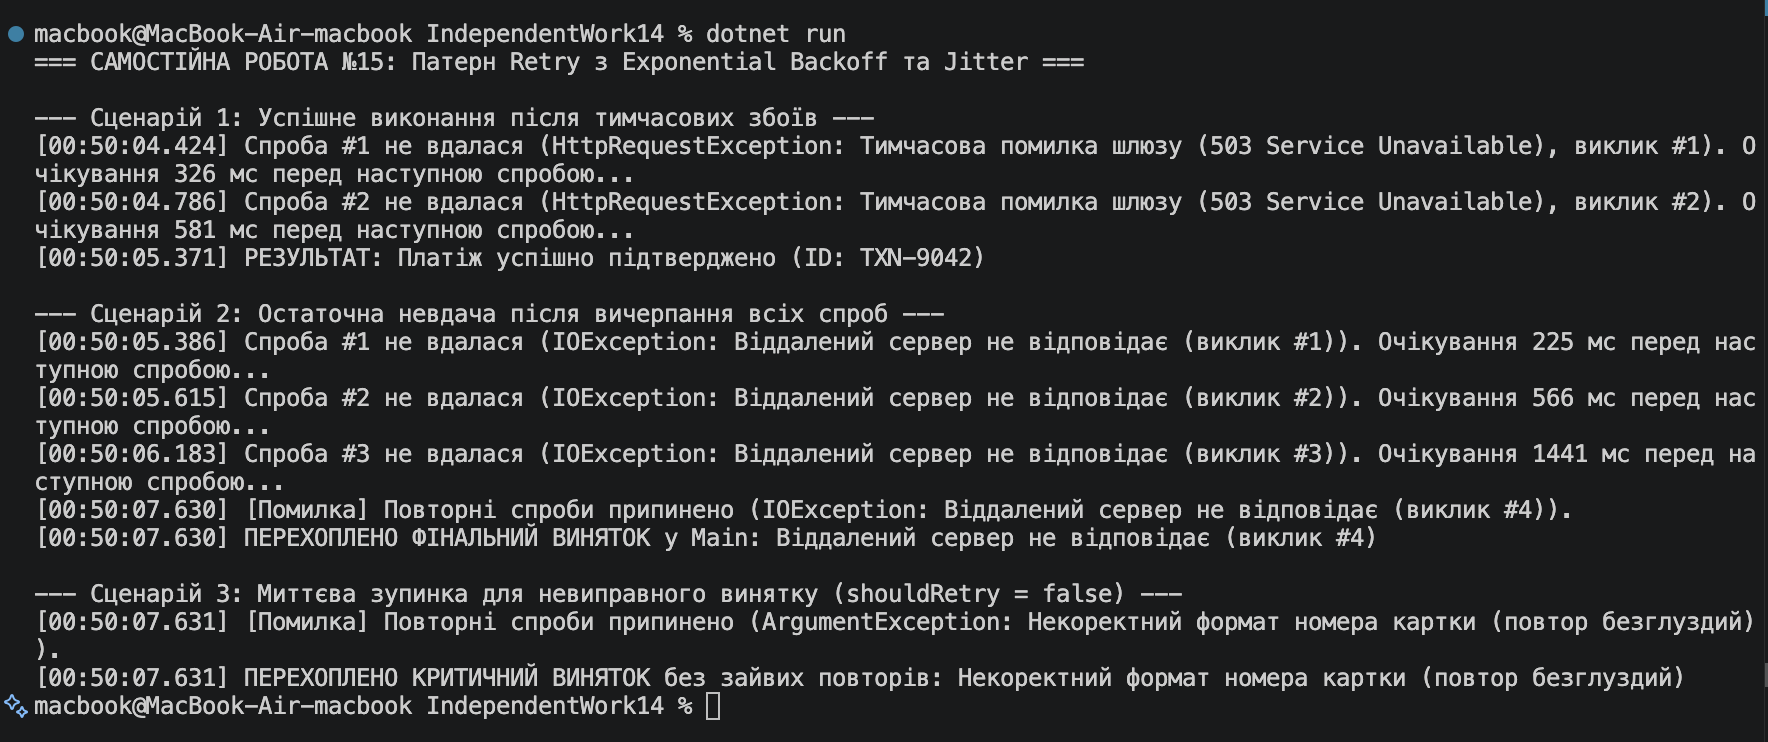 macbook@MacBook-Air-macbook IndependentWork14 % dotnet run
=== САМОСТІЙНА РОБОТА №15: Патерн Retry з Exponential Backoff та Jitter ===
--- Сценарій 1: Успішне виконання після тимчасових збоїв ---
[00:50:04.424] Спроба #1 не вдалася (HttpRequestException: Тимчасова помилка шлюзу (503 Service Unavailable), виклик #1). О
чікування 326 мс перед наступною спробою...
[00:50:04.786] Спроба #2 не вдалася (HttpRequestException: Тимчасова помилка шлюзу (503 Service Unavailable), виклик #2). О
чікування 581 мс перед наступною спробою...
[00:50:05.371] РЕЗУЛЬТАТ: Платіж успішно підтверджено (ID: TXN-9042)
--- Сценарій 2: Остаточна невдача після вичерпання всіх спроб ---
[00:50:05.386] Спроба #1 не вдалася (IOException: Віддалений сервер не відповідає (виклик #1)). Очікування 225 мс перед нас
тупною спробою...
[00:50:05.615] Спроба #2 не вдалася (IOException: Віддалений сервер не відповідає (виклик #2)). Очікування 566 мс перед нас
тупною спробою...
[00:50:06.183] Спроба #3 не вдалася (IOException: Віддалений сервер не відповідає (виклик #3)). Очікування 1441 мс перед на
ступною спробою...
[00:50:07.630] [Помилка] Повторні спроби припинено (IOException: Віддалений сервер не відповідає (виклик #4)).
[00:50:07.630] ПЕРЕХОПЛЕНО ФІНАЛЬНИЙ ВИНЯТОК у Main: Віддалений сервер не відповідає (виклик #4)
--- Сценарій 3: Миттєва зупинка для невиправного винятку (shouldRetry = false) ---
[00:50:07.631] [Помилка] Повторні спроби припинено (ArgumentException: Некоректний формат номера картки (повтор безглуздий)
).
[00:50:07.631] ПЕРЕХОПЛЕНО КРИТИЧНИЙ ВИНЯТОК без зайвих повторів: Некоректний формат номера картки (повтор безглуздий)
macbook@MacBook-Air-macbook IndependentWork14 %